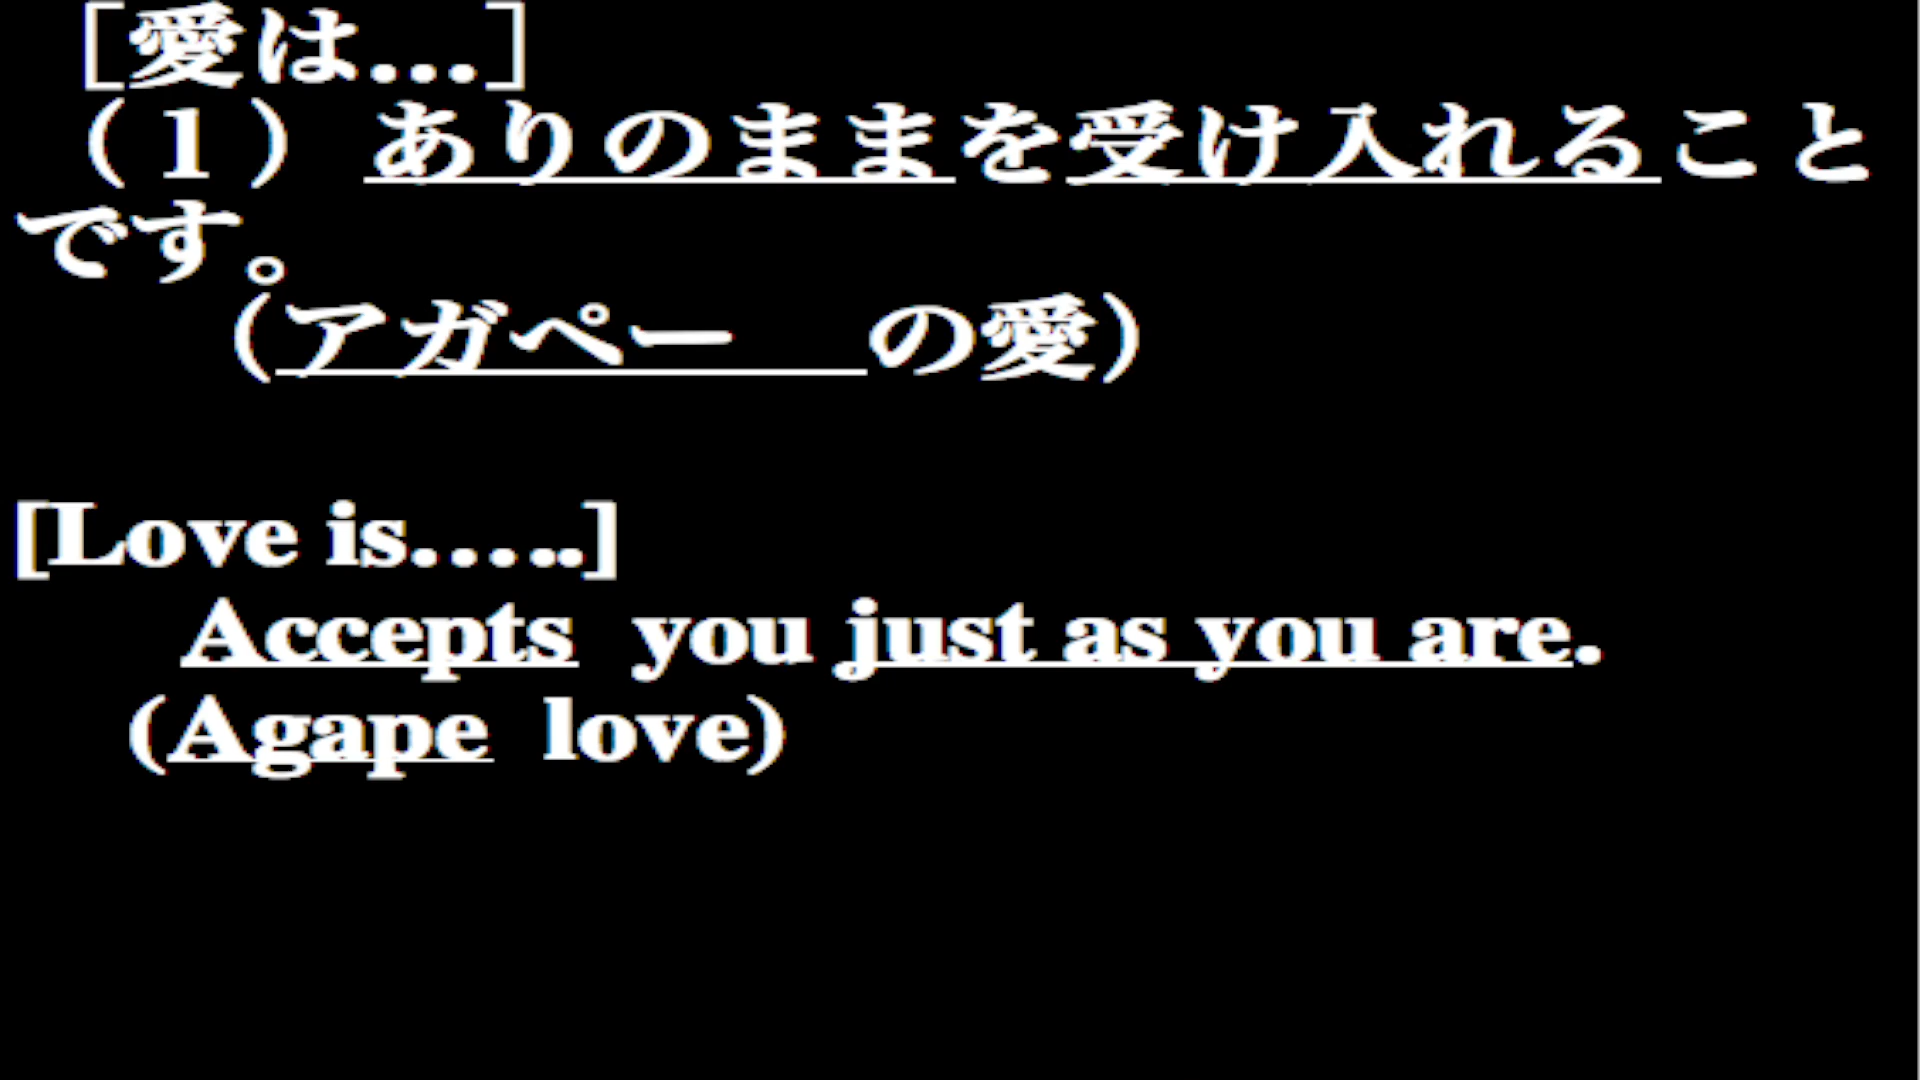 ［愛は…］
（１） ありのままを受け入れること
です。
（アガペー　の愛）
[Love is…..]
Accepts  you just as you are.
(Agape  love)